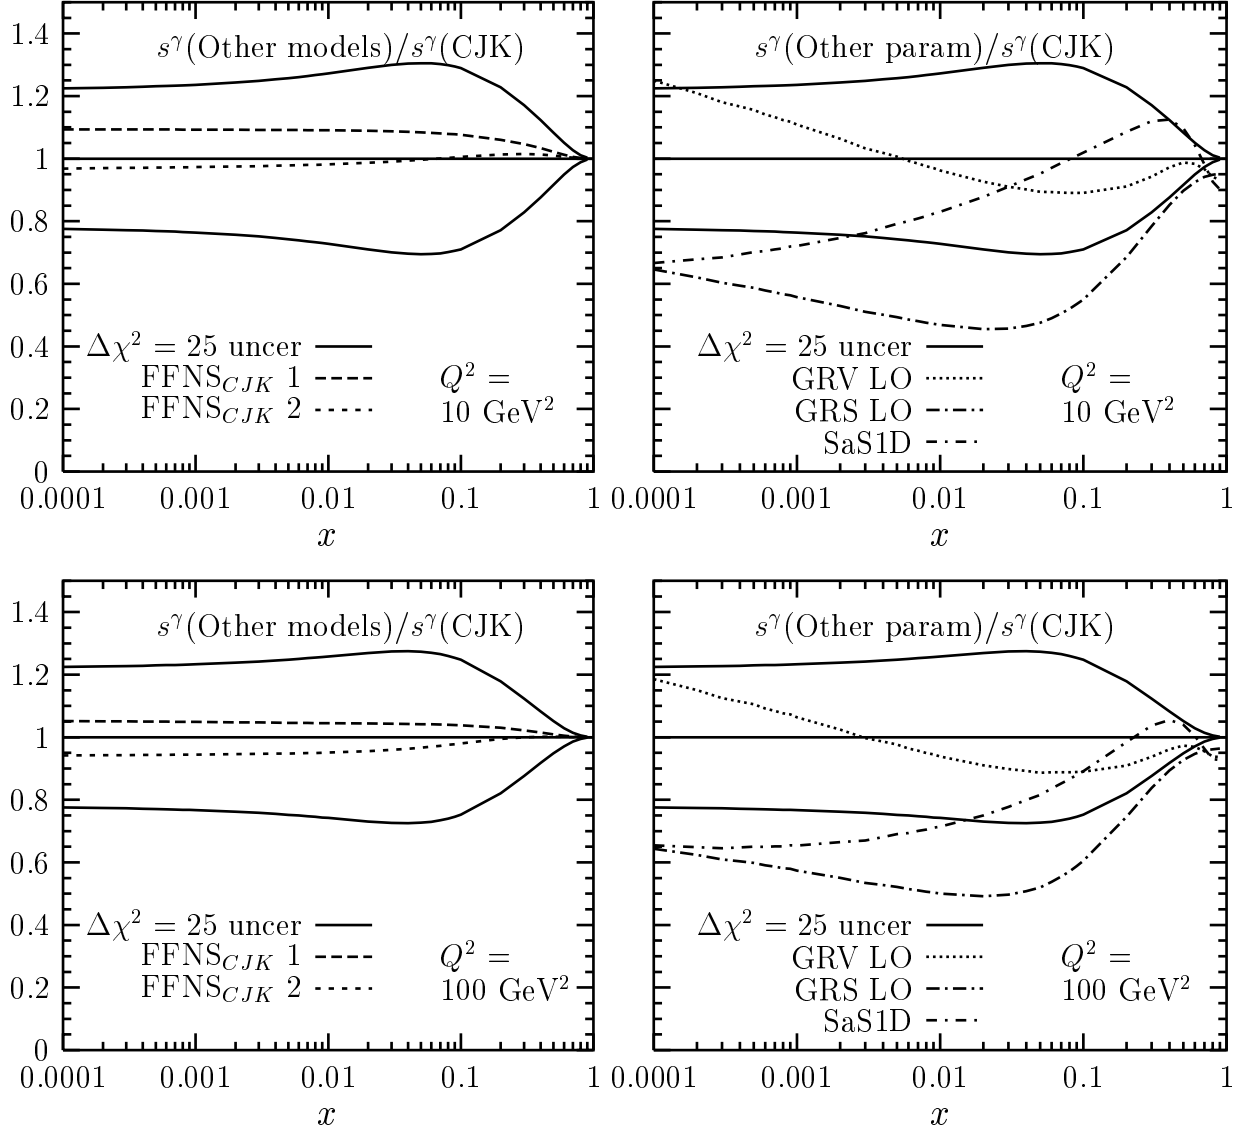 s^γ(Other models)/s^γ(CJK)
1.4
1.2
1
0.8
0.6
0.4
0.2
0
Δχ² = 25 uncer
FFNS_CJK 1
FFNS_CJK 2
Q² =
10 GeV²
0.0001 0.001 0.01 0.1 1
x
s^γ(Other param)/s^γ(CJK)
Δχ² = 25 uncer
GRV LO
GRS LO
SaS1D
Q² =
10 GeV²
0.0001 0.001 0.01 0.1 1
x
s^γ(Other models)/s^γ(CJK)
1.4
1.2
1
0.8
0.6
0.4
0.2
0
Δχ² = 25 uncer
FFNS_CJK 1
FFNS_CJK 2
Q² =
100 GeV²
0.0001 0.001 0.01 0.1 1
x
s^γ(Other param)/s^γ(CJK)
Δχ² = 25 uncer
GRV LO
GRS LO
SaS1D
Q² =
100 GeV²
0.0001 0.001 0.01 0.1 1
x